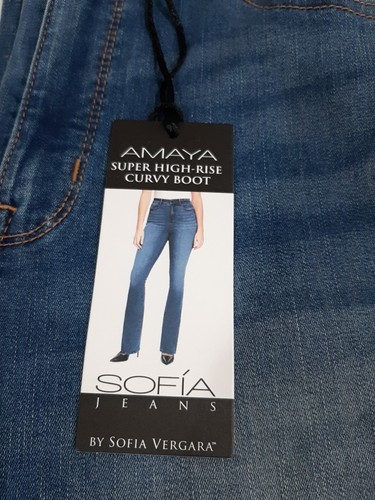 AMAYA
SUPER HIGH-RISE
CURVY BOOT
SOFÍA
JEANS
BY SOFIA VERGARA™